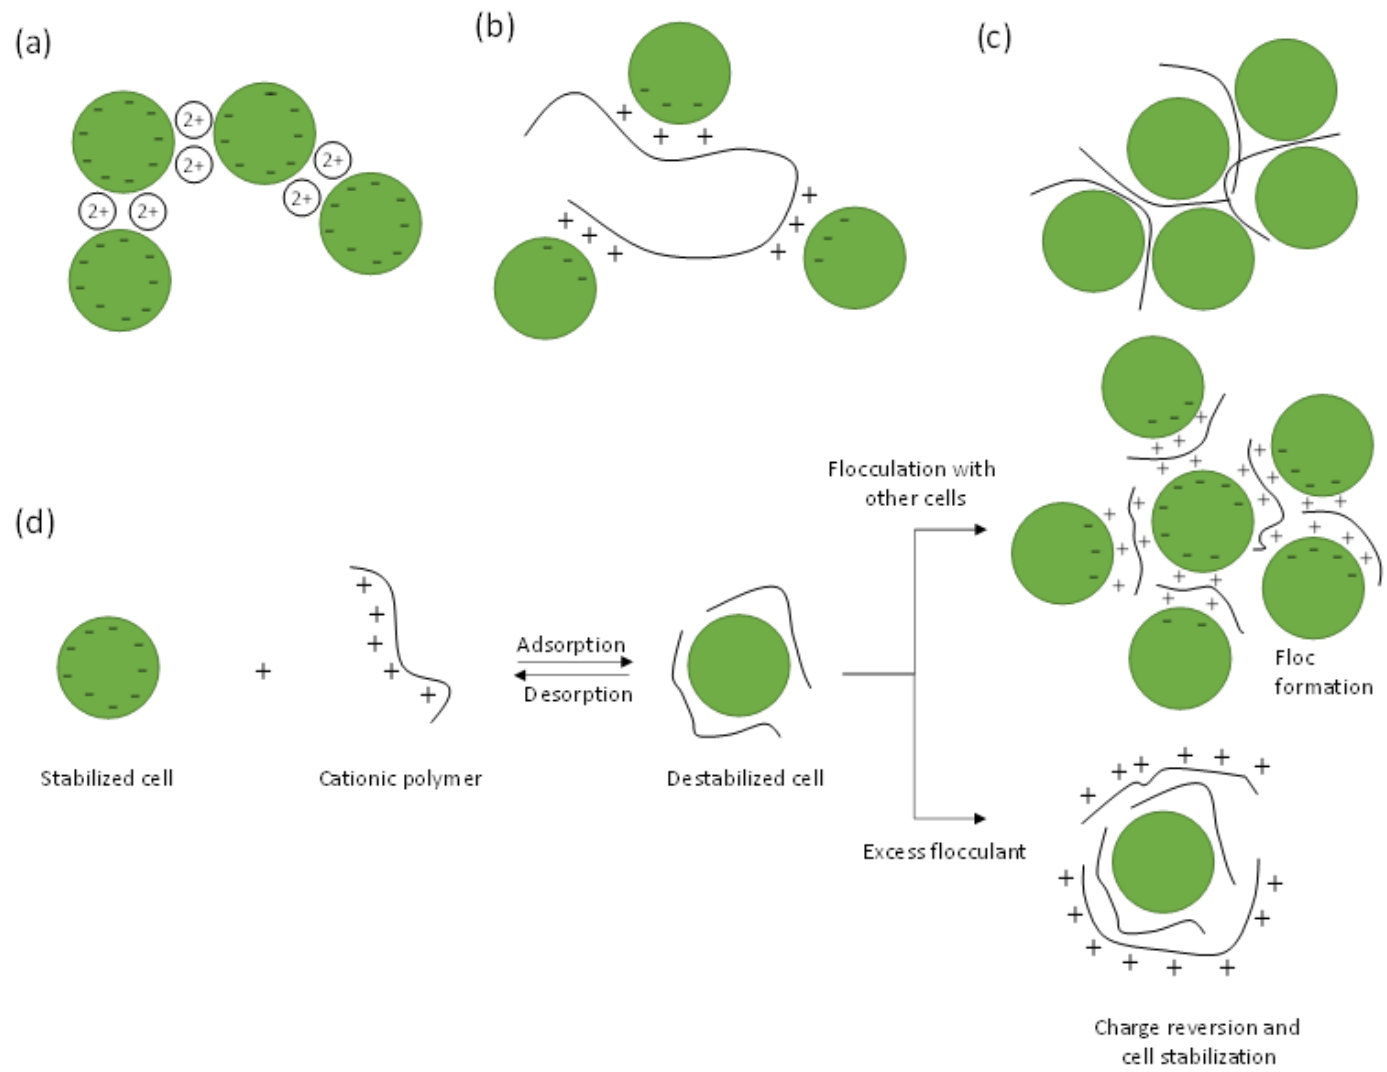 (a)
(b)
(c)
2+
2+
2+
2+
2+
2+
(d)
Flocculation with
other cells
Adsorption
Desorption
Floc
formation
Stabilized cell
+
Cationic polymer
Destabilized cell
Excess flocculant
Charge reversion and
cell stabilization